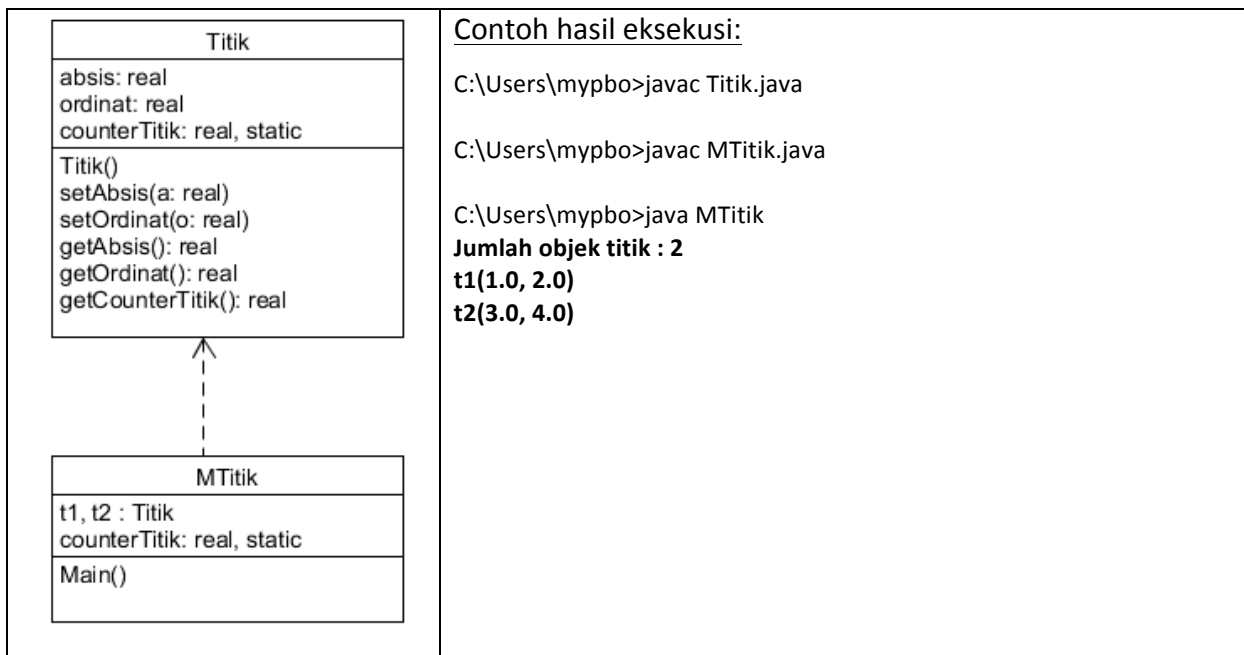 Titik
absis: real
ordinat: real
counterTitik: real, static
Titik()
setAbsis(a: real)
setOrdinat(o: real)
getAbsis(): real
getOrdinat(): real
getCounterTitik(): real
MTitik
t1, t2 : Titik
counterTitik: real, static
Main()
Contoh hasil eksekusi:
C:\Users\mypbo>javac Titik.java
C:\Users\mypbo>javac MTitik.java
C:\Users\mypbo>java MTitik
Jumlah objek titik : 2
t1(1.0, 2.0)
t2(3.0, 4.0)